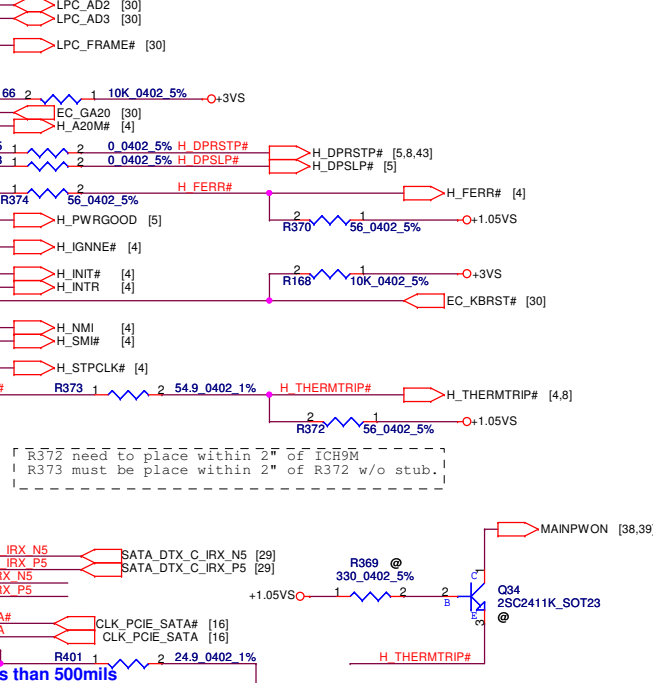 LPC_AD2 [30]
LPC_AD3 [30]
LPC_FRAME# [30]
66 2 1 10K_0402_5% +3VS
EC_GA20 [30]
H_A20M# [4]
1 2 0_0402_5% H_DPRSTP# H_DPRSTP# [5,8,43]
1 2 0_0402_5% H_DPSLP# H_DPSLP# [5]
R374 1 2 56_0402_5% H_FERR# H_FERR# [4]
H_PWRGOOD [5]
R370 2 1 56_0402_5% +1.05VS
H_IGNNE# [4]
H_INIT# [4]
R168 2 1 10K_0402_5% +3VS
H_INTR [4]
EC_KBRST# [30]
H_NMI [4]
H_SMI# [4]
H_STPCLK# [4]
# R373 1 2 54.9_0402_1% H_THERMTRIP# H_THERMTRIP# [4,8]
R372 2 1 56_0402_5% +1.05VS
R372 need to place within 2" of ICH9M
R373 must be place within 2" of R372 w/o stub.
MAINPWON [38,39]
IRX_N5 SATA_DTX_C_IRX_N5 [29]
IRX_P5 SATA_DTX_C_IRX_P5 [29]
RX_N5
RX_P5
R369 @
330_0402_5%
+1.05VS 1 2 2 B C 1 E 3
Q34
2SC2411K_SOT23
@
A# CLK_PCIE_SATA# [16]
A CLK_PCIE_SATA [16]
R401 1 2 24.9_0402_1% H_THERMTRIP#
s than 500mils